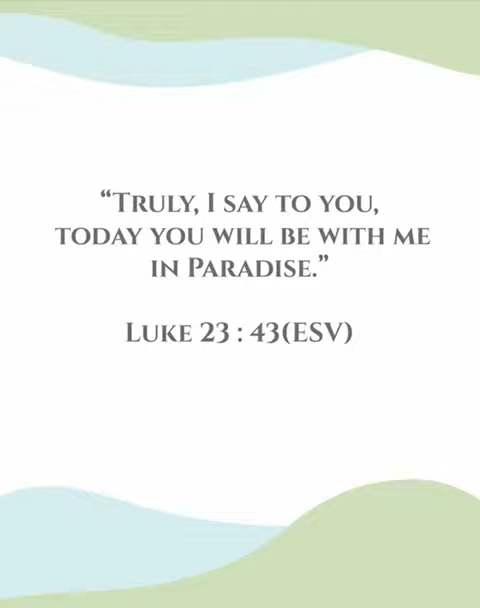 “Truly, I say to you,
today you will be with me
in Paradise.”
Luke 23 : 43(ESV)